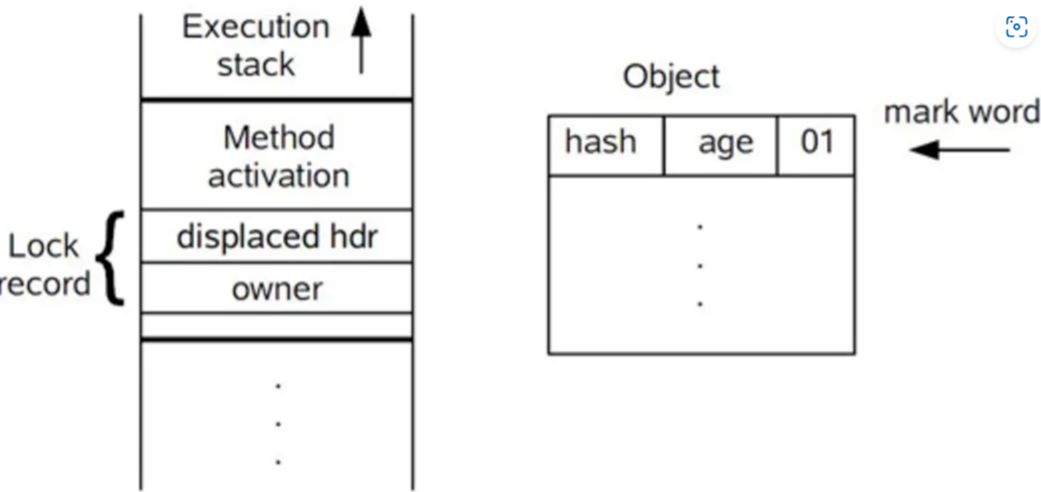 Execution
stack
Method
activation
Lock
record
displaced hdr
owner
Object
hash age 01
mark word